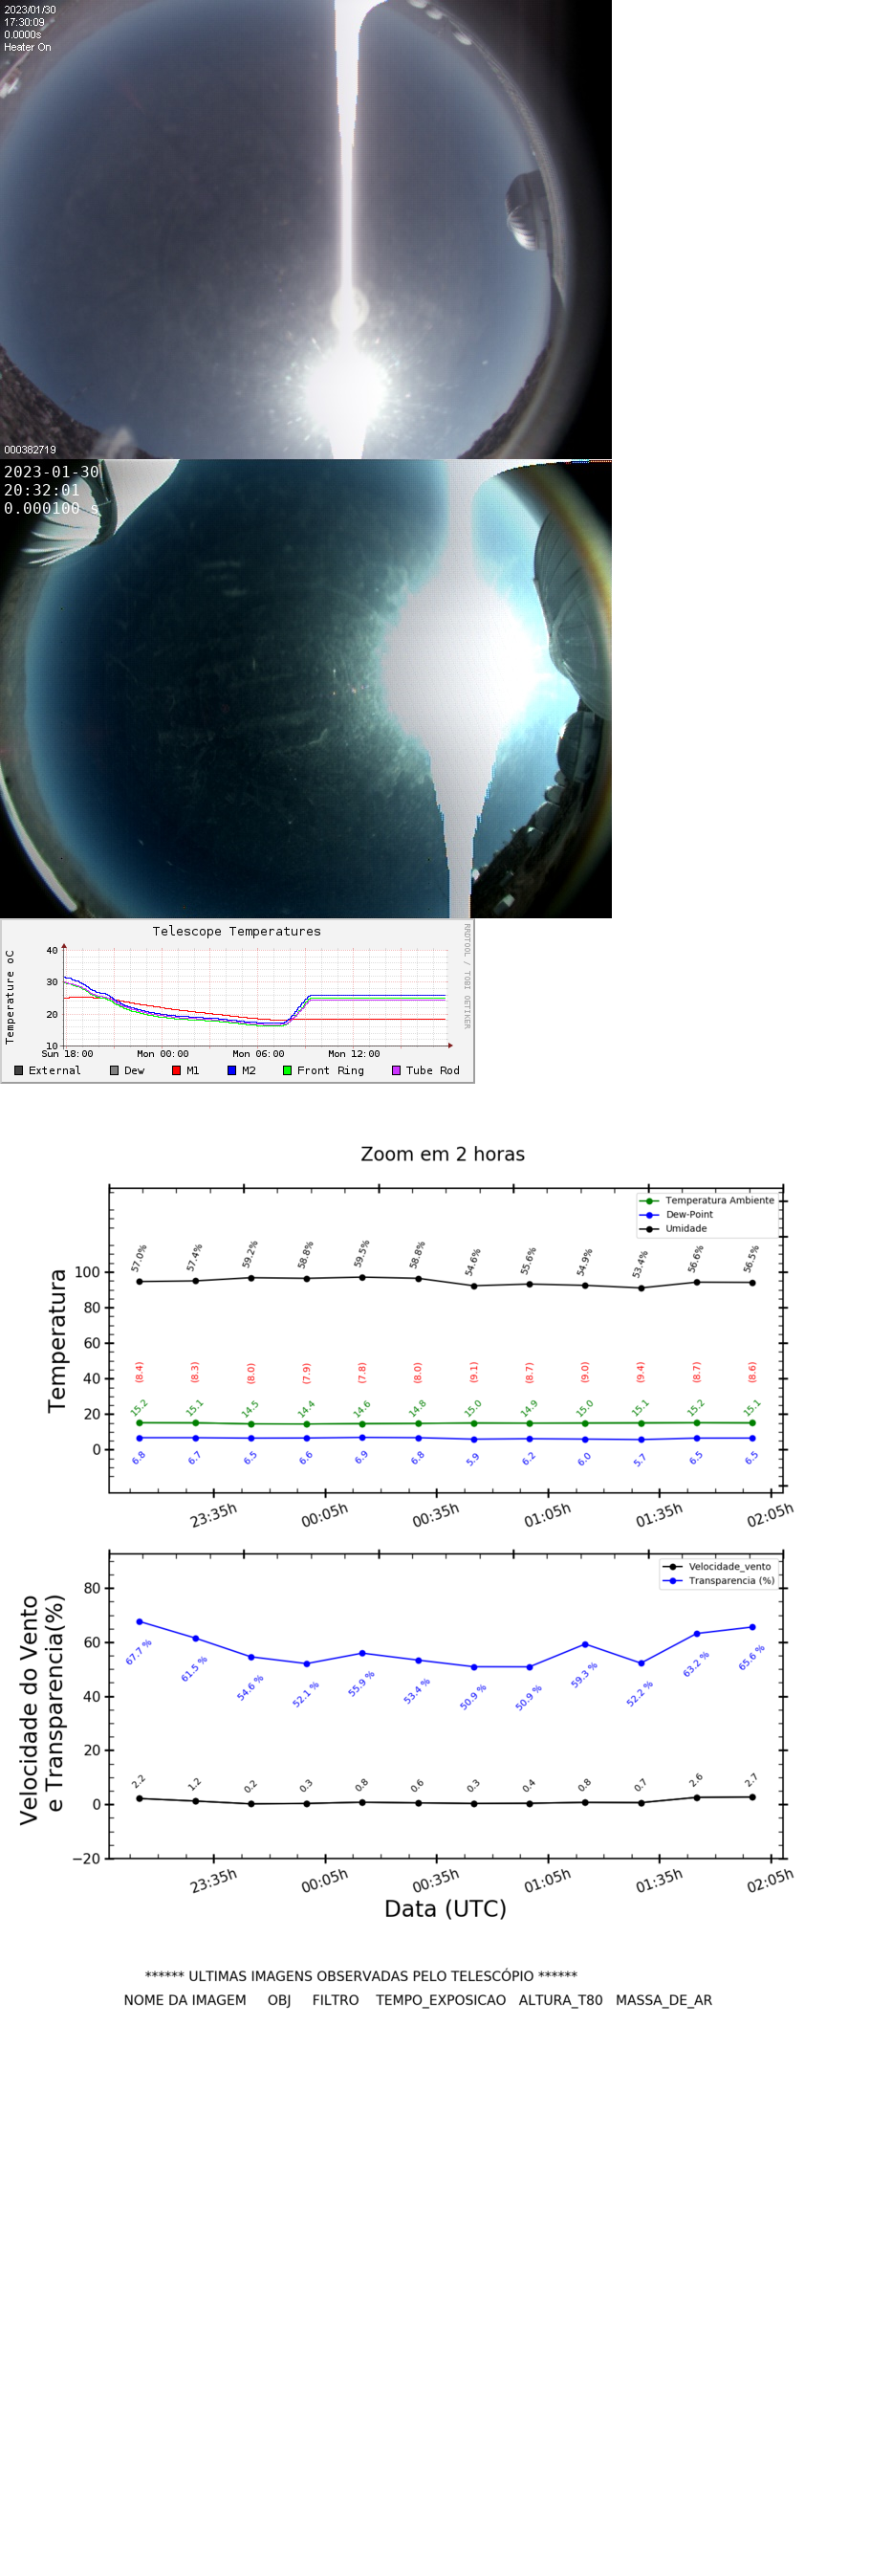 2023/01/30
17:30:09
0.0000s
Heater On
000382719
2023-01-30
20:32:01
0.000100 s
Telescope Temperatures
RRDTOOL / TOBI OETIKER
Temperature oC
40
30
20
10
Sun 18:00 Mon 00:00 Mon 06:00 Mon 12:00
External Dew M1 M2 Front Ring Tube Rod
Zoom em 2 horas
Temperatura Ambiente
Dew-Point
Umidade
Temperatura
100
80
60
40
20
0
57.0% 57.4% 59.2% 58.8% 59.5% 58.8% 54.6% 55.6% 54.9% 53.4% 56.6% 56.5%
(8.4) (8.3) (8.0) (7.9) (7.8) (8.0) (9.1) (8.7) (9.0) (9.4) (8.7) (8.6)
15.2 15.1 14.5 14.4 14.6 14.8 15.0 14.9 15.0 15.1 15.2 15.1
6.8 6.7 6.5 6.6 6.9 6.8 5.9 6.2 6.0 5.7 6.5 6.5
23:35h 00:05h 00:35h 01:05h 01:35h 02:05h
Velocidade_vento
Transparencia (%)
Velocidade do Vento
e Transparencia(%)
80
60
40
20
0
−20
67.7 % 61.5 % 54.6 % 52.1 % 55.9 % 53.4 % 50.9 % 50.9 % 59.3 % 52.2 % 63.2 % 65.6 %
2.2 1.2 0.2 0.3 0.8 0.6 0.3 0.4 0.8 0.7 2.6 2.7
23:35h 00:05h 00:35h 01:05h 01:35h 02:05h
Data (UTC)
****** ULTIMAS IMAGENS OBSERVADAS PELO TELESCÓPIO ******
NOME DA IMAGEM OBJ FILTRO TEMPO_EXPOSICAO ALTURA_T80 MASSA_DE_AR